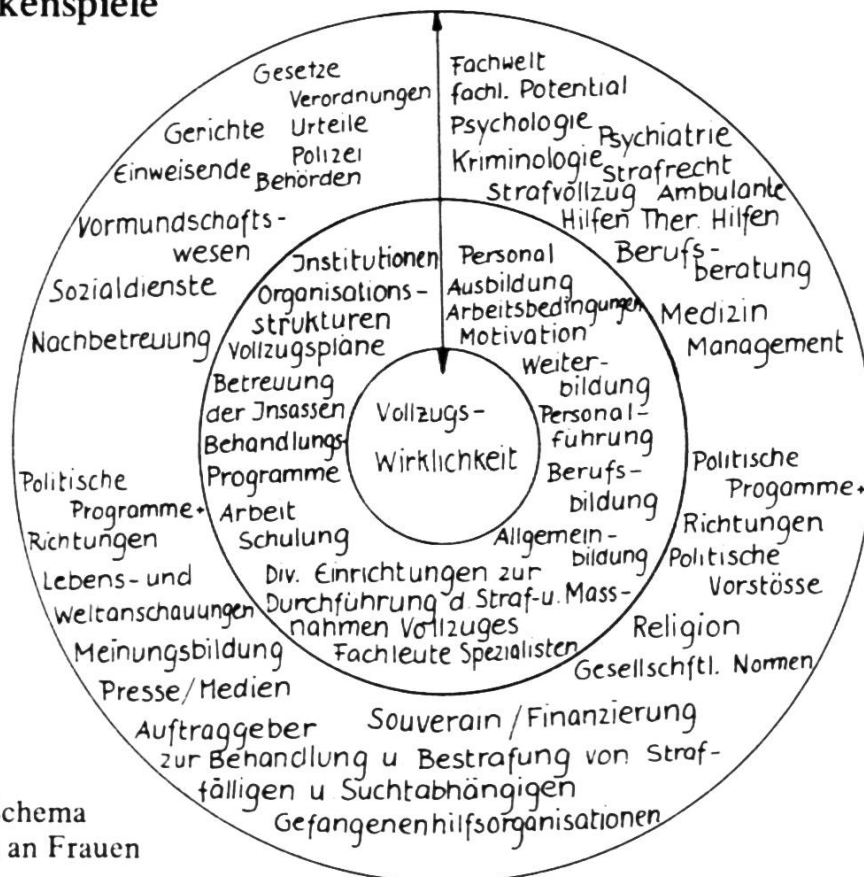 kenspiele
Gesetze
Verordnungen
Gerichte Urteile
Einweisende Polizei
Behörden
Vormundschafts-
wesen
Sozialdienste
Nachbetreuung
Fachwelt
fachl. Potential
Psychologie Psychiatrie
Kriminologie Strafrecht
Strafvollzug Ambulante
Hilfen Ther. Hilfen
Berufs-
beratung
Medizin
Management
Institutionen
Organisations-
strukturen
Vollzugspläne
Betreuung
der Insassen
Behandlungs-
Programme
Arbeit
Schulung
Personal
Ausbildung
Arbeitsbedingungen
Motivation
Weiter-
bildung
Personal-
führung
Berufs-
bildung
Allgemein-
bildung
Vollzugs-
Wirklichkeit
Div. Einrichtungen zur
Durchführung d. Straf-u. Mass-
nahmen Vollzuges
Fachleute Spezialisten
Politische
Programme+
Richtungen
Lebens- und
Weltanschauungen
Meinungsbildung
Presse/Medien
Politische
Progamme+
Richtungen
Politische
Vorstösse
Religion
Gesellschftl. Normen
Auftraggeber Souverain/Finanzierung
zur Behandlung u Bestrafung von Straf-
fälligen u Suchtabhängigen
Gefangenenhilfsorganisationen
chema
an Frauen